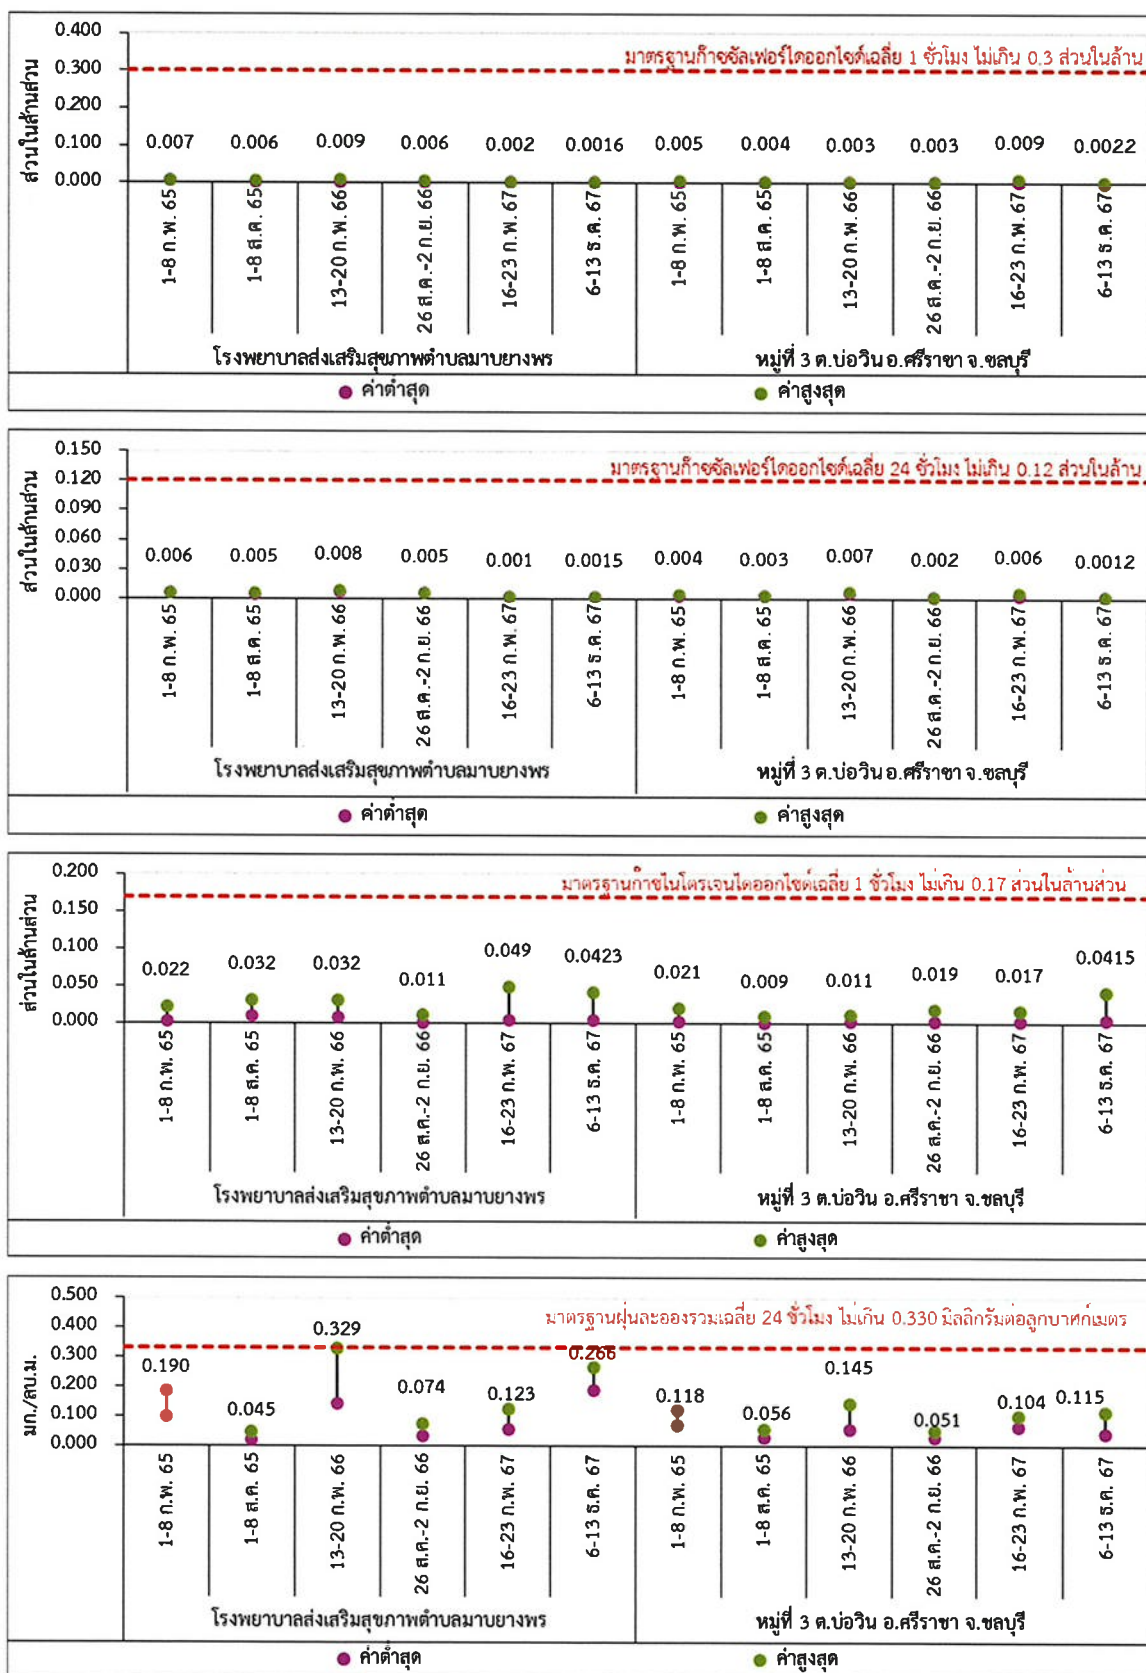 0.400
มาตรฐานก๊าซซัลเฟอร์ไดออกไซด์เฉลี่ย 1 ชั่วโมง ไม่เกิน 0.3 ส่วนในล้าน
0.300
0.200
0.100
0.000
ส่วนในล้านส่วน
0.007 0.006 0.009 0.006 0.002 0.0016 0.005 0.004 0.003 0.003 0.009 0.0022
1-8 ก.พ. 65 1-8 ส.ค. 65 13-20 ก.พ. 66 26 ส.ค.-2 ก.ย. 66 16-23 ก.พ. 67 6-13 ธ.ค. 67 1-8 ก.พ. 65 1-8 ส.ค. 65 13-20 ก.พ. 66 26 ส.ค.-2 ก.ย. 66 16-23 ก.พ. 67 6-13 ธ.ค. 67
โรงพยาบาลส่งเสริมสุขภาพตำบลมาบยางพร หมู่ที่ 3 ต.บ่อวิน อ.ศรีราชา จ.ชลบุรี
ค่าต่ำสุด ค่าสูงสุด
0.150
มาตรฐานก๊าซซัลเฟอร์ไดออกไซด์เฉลี่ย 24 ชั่วโมง ไม่เกิน 0.12 ส่วนในล้าน
0.120
0.090
0.060
0.030
0.000
ส่วนในล้านส่วน
0.006 0.005 0.008 0.005 0.001 0.0015 0.004 0.003 0.007 0.002 0.006 0.0012
1-8 ก.พ. 65 1-8 ส.ค. 65 13-20 ก.พ. 66 26 ส.ค.-2 ก.ย. 66 16-23 ก.พ. 67 6-13 ธ.ค. 67 1-8 ก.พ. 65 1-8 ส.ค. 65 13-20 ก.พ. 66 26 ส.ค.-2 ก.ย. 66 16-23 ก.พ. 67 6-13 ธ.ค. 67
โรงพยาบาลส่งเสริมสุขภาพตำบลมาบยางพร หมู่ที่ 3 ต.บ่อวิน อ.ศรีราชา จ.ชลบุรี
ค่าต่ำสุด ค่าสูงสุด
0.200
มาตรฐานก๊าซไนโตรเจนไดออกไซด์เฉลี่ย 1 ชั่วโมง ไม่เกิน 0.17 ส่วนในล้านส่วน
0.150
0.100
0.050
0.000
ส่วนในล้านส่วน
0.022 0.032 0.032 0.011 0.049 0.0423 0.021 0.009 0.011 0.019 0.017 0.0415
1-8 ก.พ. 65 1-8 ส.ค. 65 13-20 ก.พ. 66 26 ส.ค.-2 ก.ย. 66 16-23 ก.พ. 67 6-13 ธ.ค. 67 1-8 ก.พ. 65 1-8 ส.ค. 65 13-20 ก.พ. 66 26 ส.ค.-2 ก.ย. 66 16-23 ก.พ. 67 6-13 ธ.ค. 67
โรงพยาบาลส่งเสริมสุขภาพตำบลมาบยางพร หมู่ที่ 3 ต.บ่อวิน อ.ศรีราชา จ.ชลบุรี
ค่าต่ำสุด ค่าสูงสุด
0.500
มาตรฐานฝุ่นละอองรวมเฉลี่ย 24 ชั่วโมง ไม่เกิน 0.330 มิลลิกรัมต่อลูกบาศก์เมตร
0.400
0.300
0.200
0.100
0.000
มก./ลบ.ม.
0.190 0.045 0.329 0.074 0.123 0.266 0.118 0.056 0.145 0.051 0.104 0.115
1-8 ก.พ. 65 1-8 ส.ค. 65 13-20 ก.พ. 66 26 ส.ค.-2 ก.ย. 66 16-23 ก.พ. 67 6-13 ธ.ค. 67 1-8 ก.พ. 65 1-8 ส.ค. 65 13-20 ก.พ. 66 26 ส.ค.-2 ก.ย. 66 16-23 ก.พ. 67 6-13 ธ.ค. 67
โรงพยาบาลส่งเสริมสุขภาพตำบลมาบยางพร หมู่ที่ 3 ต.บ่อวิน อ.ศรีราชา จ.ชลบุรี
ค่าต่ำสุด ค่าสูงสุด